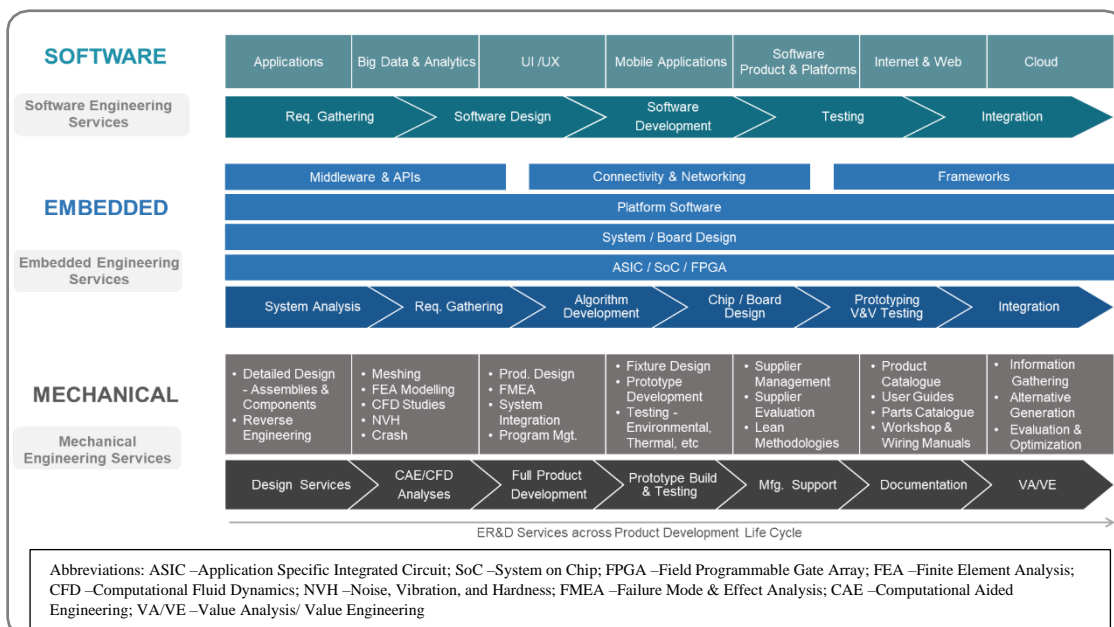 SOFTWARE
Applications
Big Data & Analytics
UI /UX
Mobile Applications
Software
Product & Platforms
Internet & Web
Cloud
Software Engineering
Services
Req. Gathering
Software Design
Software
Development
Testing
Integration
EMBEDDED
Middleware & APIs
Connectivity & Networking
Frameworks
Platform Software
System / Board Design
ASIC / SoC / FPGA
Embedded Engineering
Services
System Analysis
Req. Gathering
Algorithm
Development
Chip / Board
Design
Prototyping
V&V Testing
Integration
MECHANICAL
• Detailed Design
- Assemblies &
Components
• Reverse
Engineering
• Meshing
• FEA Modelling
• CFD Studies
• NVH
• Crash
• Prod. Design
• FMEA
• System
Integration
• Program Mgt.
• Fixture Design
• Prototype
Development
• Testing -
Environmental,
Thermal, etc
• Supplier
Management
• Supplier
Evaluation
• Lean
Methodologies
• Product
Catalogue
• User Guides
• Parts Catalogue
• Workshop &
Wiring Manuals
• Information
Gathering
• Alternative
Generation
• Evaluation &
Optimization
Mechanical
Engineering Services
Design Services
CAE/CFD
Analyses
Full Product
Development
Prototype Build
& Testing
Mfg. Support
Documentation
VA/VE
ER&D Services across Product Development Life Cycle
Abbreviations: ASIC –Application Specific Integrated Circuit; SoC –System on Chip; FPGA –Field Programmable Gate Array; FEA –Finite Element Analysis;
CFD –Computational Fluid Dynamics; NVH –Noise, Vibration, and Hardness; FMEA –Failure Mode & Effect Analysis; CAE –Computational Aided
Engineering; VA/VE –Value Analysis/ Value Engineering